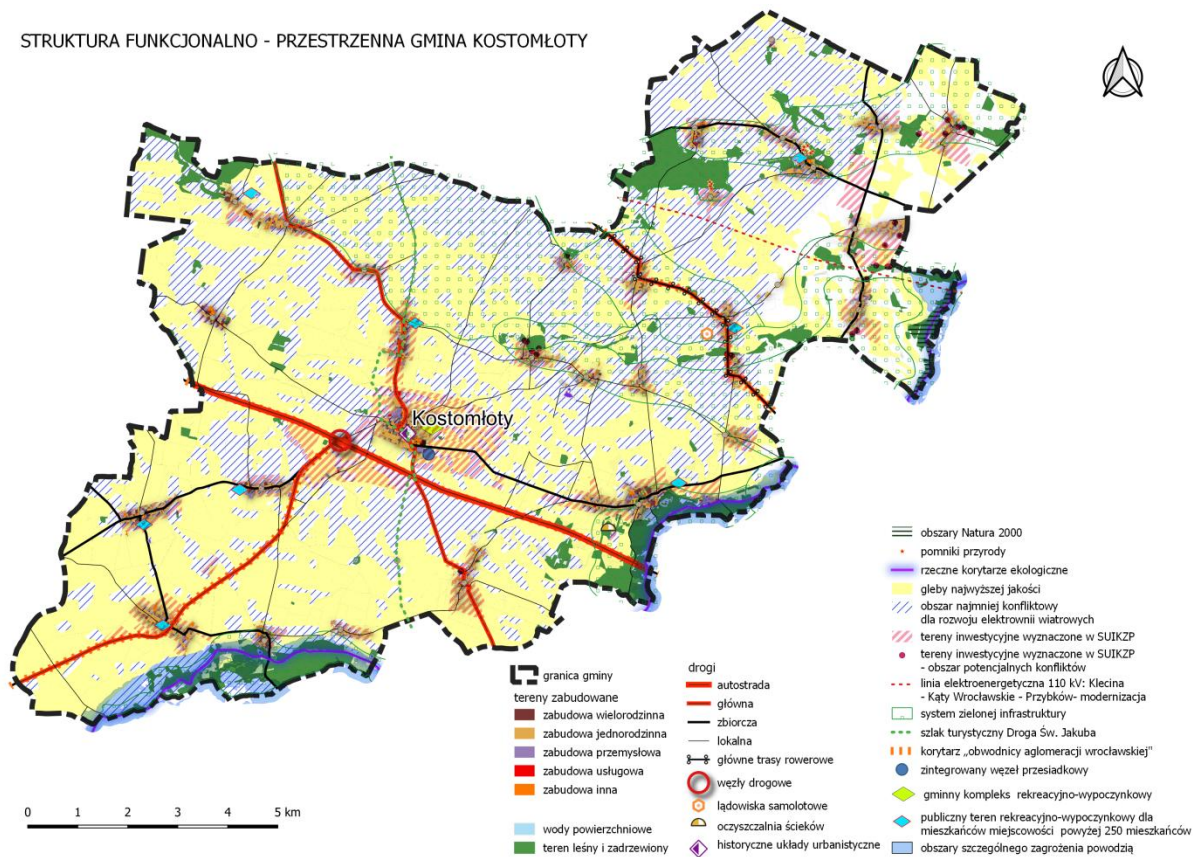 STRUKTURA FUNKCJONALNO - PRZESTRZENNA GMINA KOSTOMŁOTY
Kostomłoty
granica gminy
tereny zabudowane
zabudowa wielorodzinna
zabudowa jednorodzinna
zabudowa przemysłowa
zabudowa usługowa
zabudowa inna
wody powierzchniowe
teren leśny i zadrzewiony
drogi
autostrada
główna
zbiorcza
lokalna
główne trasy rowerowe
węzły drogowe
lądowiska samolotowe
oczyszczalnia ścieków
historyczne układy urbanistyczne
obszary Natura 2000
pomniki przyrody
rzeczne korytarze ekologiczne
gleby najwyższej jakości
obszar najmniej konfliktowy
dla rozwoju elektrownii wiatrowych
tereny inwestycyjne wyznaczone w SUIKZP
tereny inwestycyjne wyznaczone w SUIKZP
- obszar potencjalnych konfliktów
linia elektroenergetyczna 110 kV: Klecina
- Kąty Wrocławskie - Przybków- modernizacja
system zielonej infrastruktury
szlak turystyczny Droga Św. Jakuba
korytarz „obwodnicy aglomeracji wrocławskiej"
zintegrowany węzeł przesiadkowy
gminny kompleks rekreacyjno-wypoczynkowy
publiczny teren rekreacyjno-wypoczynkowy dla
mieszkańców miejscowości powyżej 250 mieszkańców
obszary szczególnego zagrożenia powodzią
0 1 2 3 4 5 km